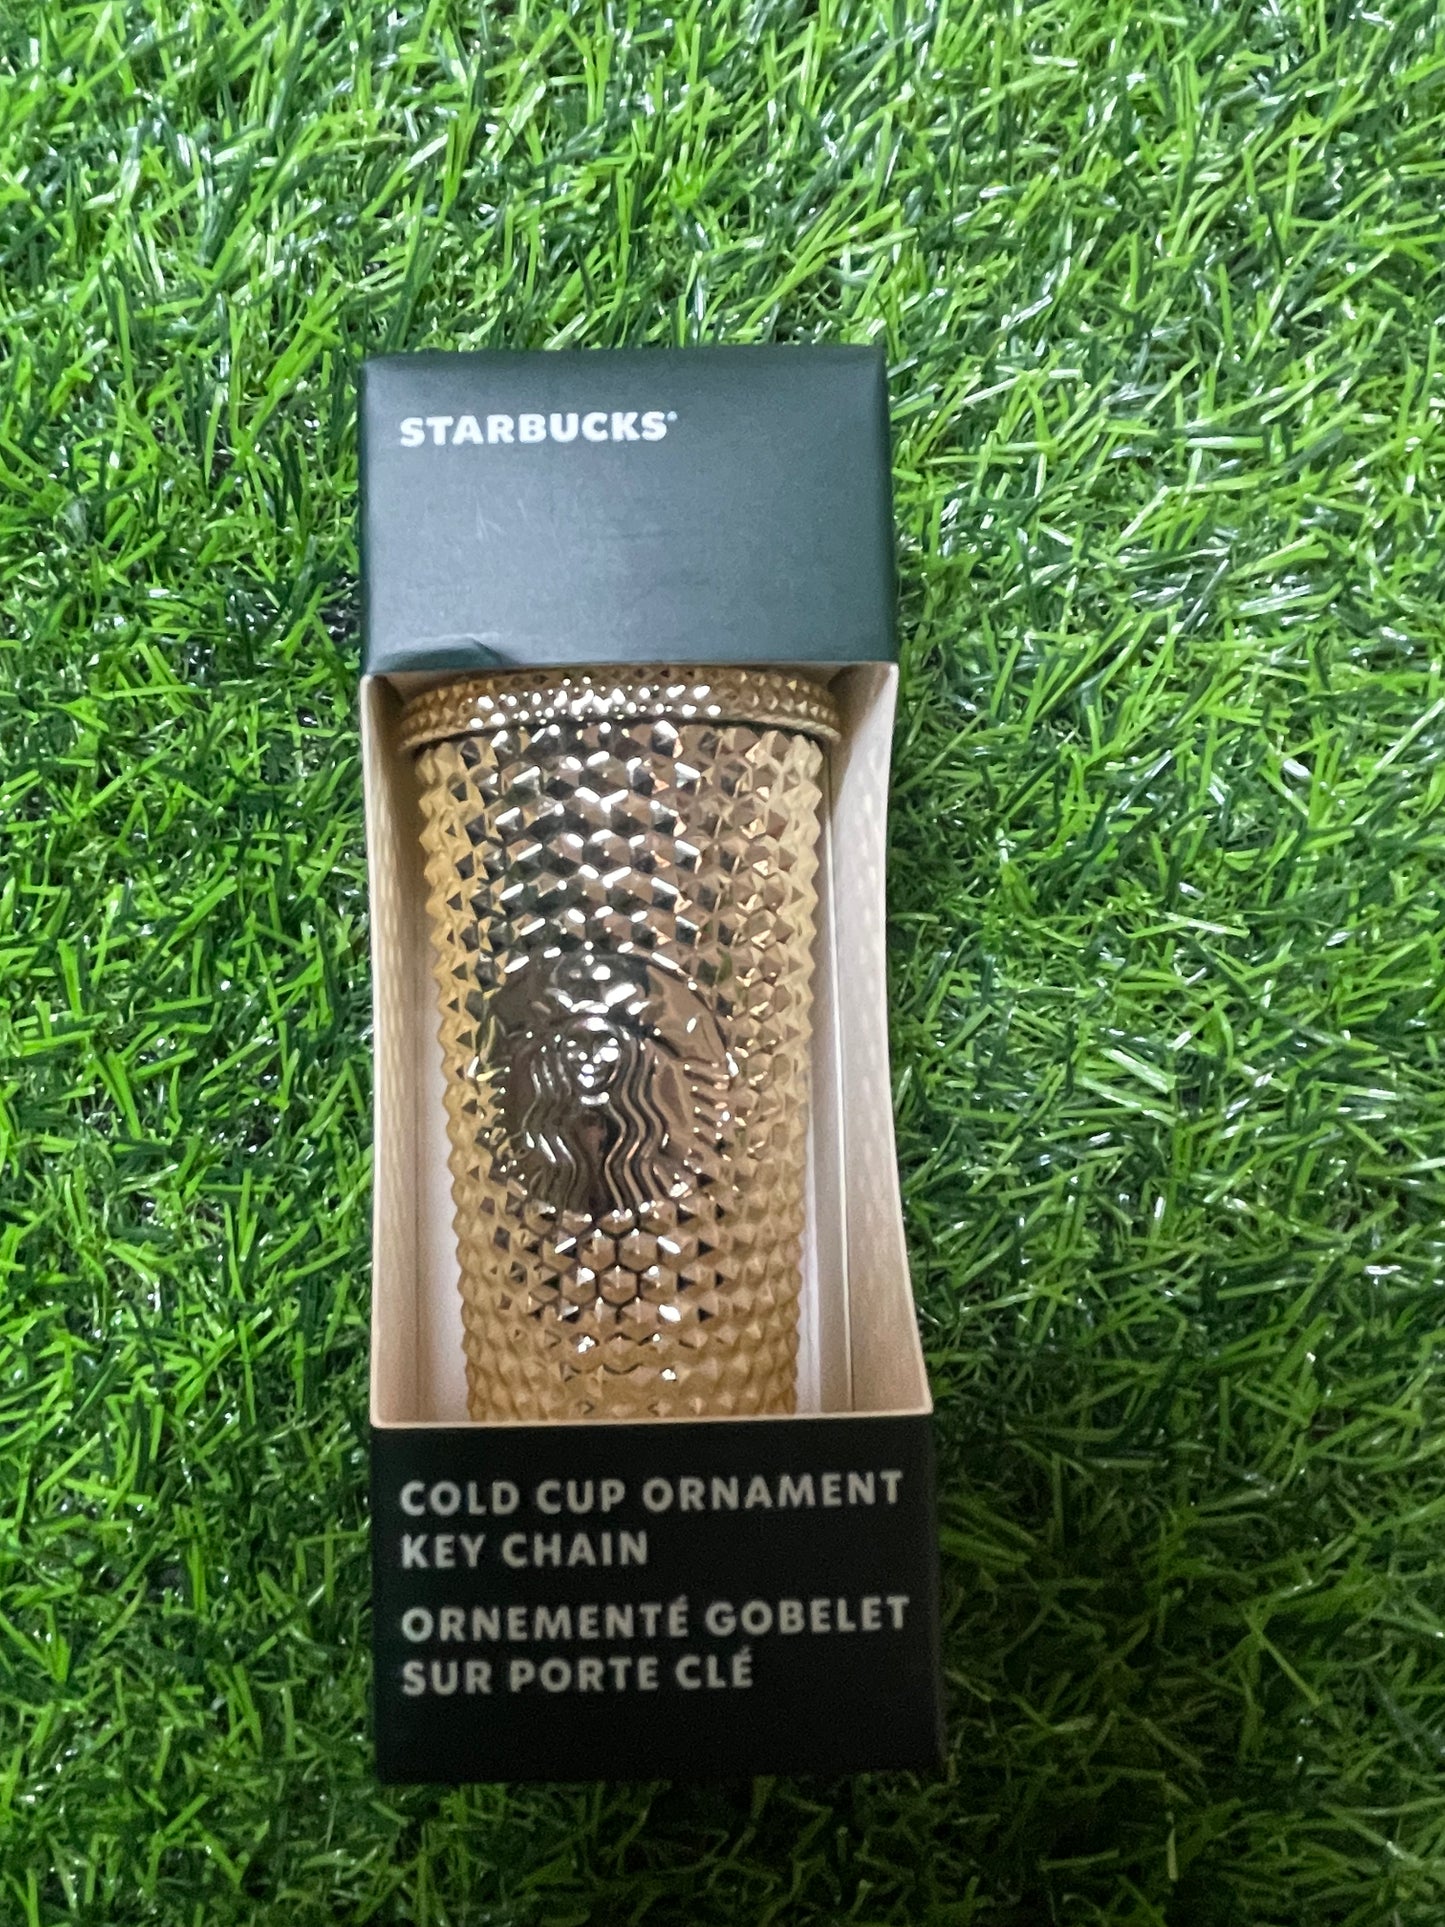 STARBUCKS®
COLD CUP ORNAMENT
KEY CHAIN
ORNEMENTÉ GOBELET
SUR PORTE CLÉ